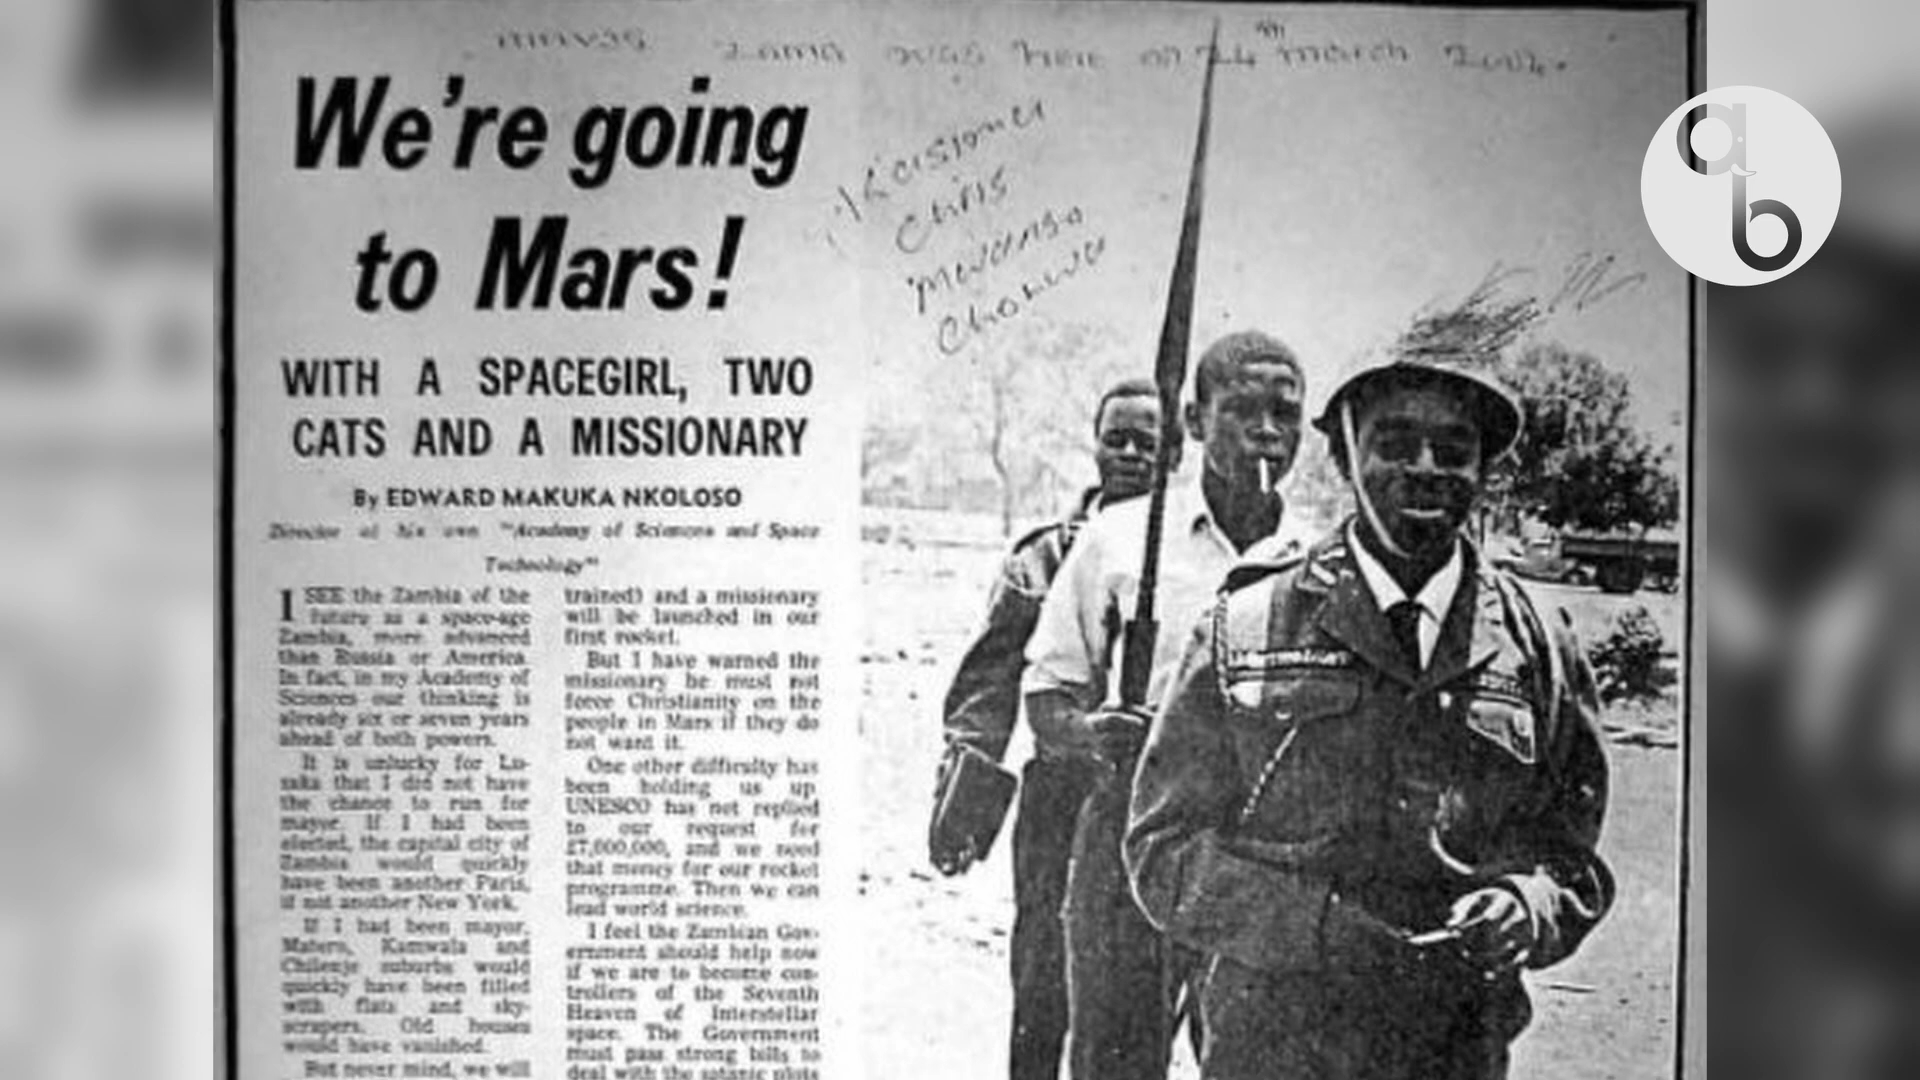 was here on 24th March
Chris
We're going
to Mars!
WITH A SPACEGIRL, TWO
CATS AND A MISSIONARY
By EDWARD MAKUKA NKOLOSO
Director of his own "Academy of Sciences and Space
Technology"
I SEE the Zambia of the
future as a space-age
Zambia, more advanced
than Russia or America.
In fact, in my Academy of
Sciences our thinking is
already six or seven years
ahead of both powers.
It is unlucky for Lu-
saka that I did not have
the chance to run for
mayor. If I had been
elected, the capital city of
Zambia would quickly
have been another Paris,
if not another New York.
If I had been mayor,
Matero, Kamwala and
Chilenje suburbs would
quickly have been filled
with flats and sky-
scrapers. Old houses
would have vanished.
But never mind, we will
trained) and a missionary
will be launched in our
first rocket.
But I have warned the
missionary he must not
force Christianity on the
people in Mars if they do
not want it.
One other difficulty has
been holding us up.
UNESCO has not replied
to our request for
£7,000,000, and we need
that money for our rocket
programme. Then we can
lead world science.
I feel the Zambian Gov-
ernment should help now
if we are to become con-
trollers of the Seventh
Heaven of Interstellar
space. The Government
must pass strong bills to
deal with the satanic plots
ab